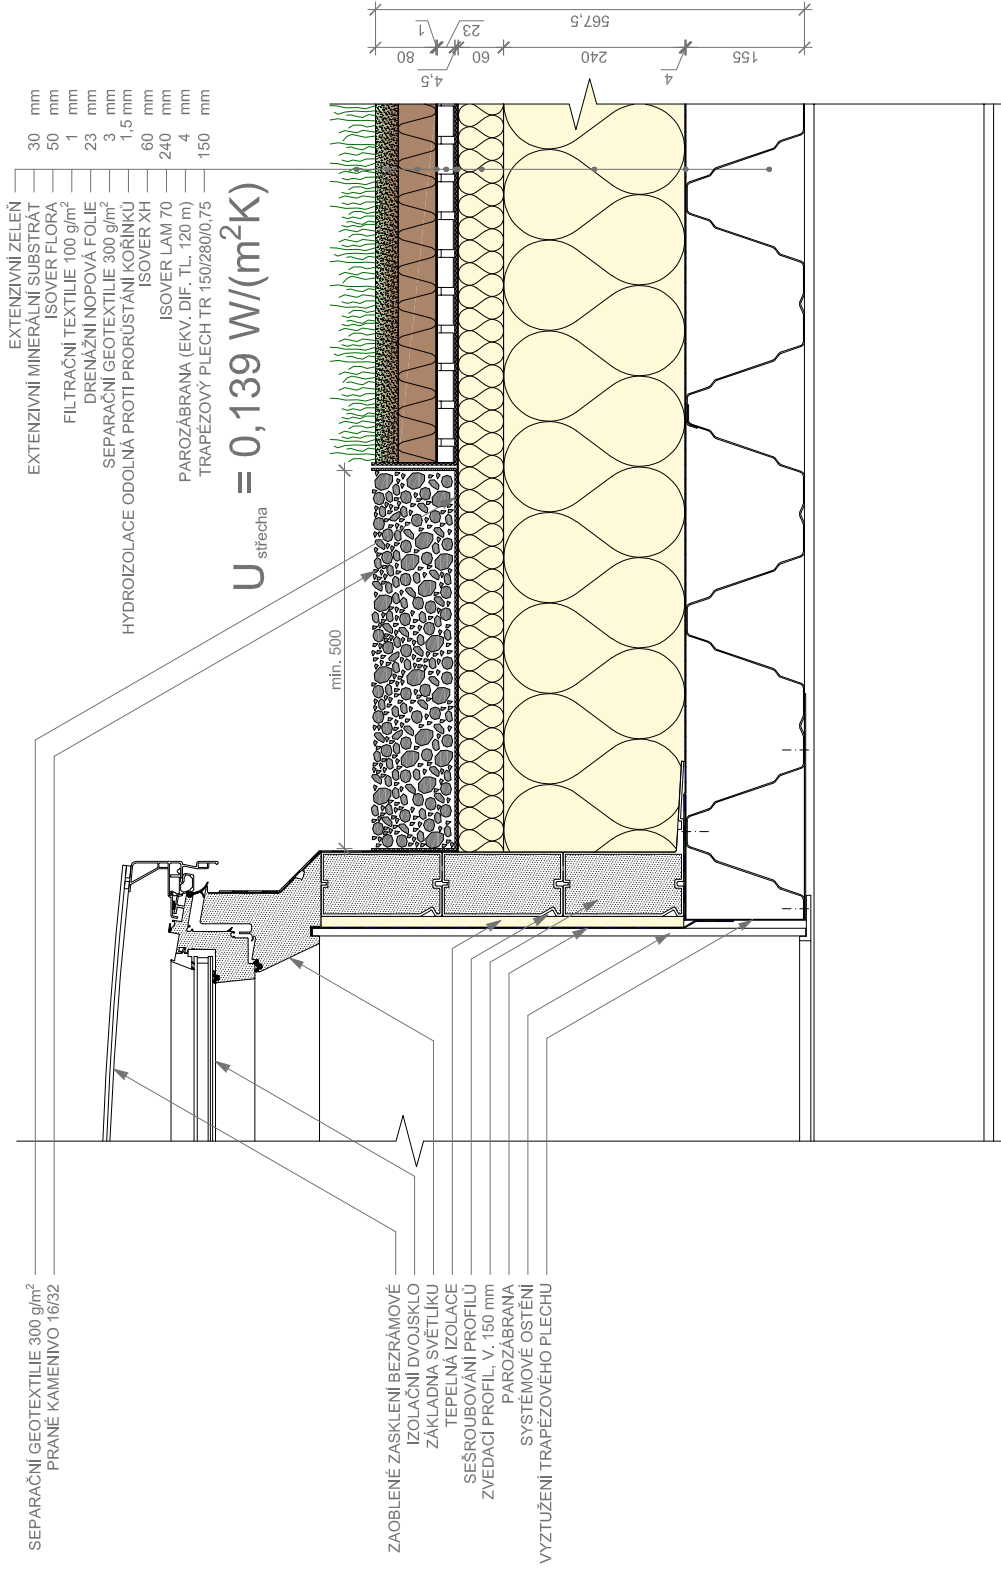 EXTENZIVNÍ ZELEŇ
EXTENZIVNÍ MINERÁLNÍ SUBSTRÁT 30 mm
ISOVER FLORA 50 mm
FILTRAČNÍ TEXTILIE 100 g/m² 1 mm
DRENÁŽNÍ NOPOVÁ FOLIE 23 mm
SEPARAČNÍ GEOTEXTILIE 300 g/m² 3 mm
HYDROIZOLACE ODOLNÁ PROTI PRORŮSTÁNÍ KOŘÍNKŮ 1,5 mm
ISOVER XH 60 mm
ISOVER LAM 70 240 mm
PAROZÁBRANA (EKV. DIF. TL. 120 m) 4 mm
TRAPÉZOVÝ PLECH TR 150/280/0,75 150 mm
U střecha = 0,139 W/(m²K)
SEPARAČNÍ GEOTEXTILIE 300 g/m²
PRANÉ KAMENIVO 16/32
min. 500
567,5
80
1
4,5
23
60
240
4
155
ZAOBLENÉ ZASKLENÍ BEZRÁMOVÉ
IZOLAČNÍ DVOJSKLO
ZÁKLADNA SVĚTLÍKU
TEPELNÁ IZOLACE
SEŠROUBOVÁNÍ PROFILŮ
ZVEDACÍ PROFIL, V. 150 mm
PAROZÁBRANA
SYSTÉMOVÉ OSTĚNÍ
VYZTUŽENÍ TRAPÉZOVÉHO PLECHU